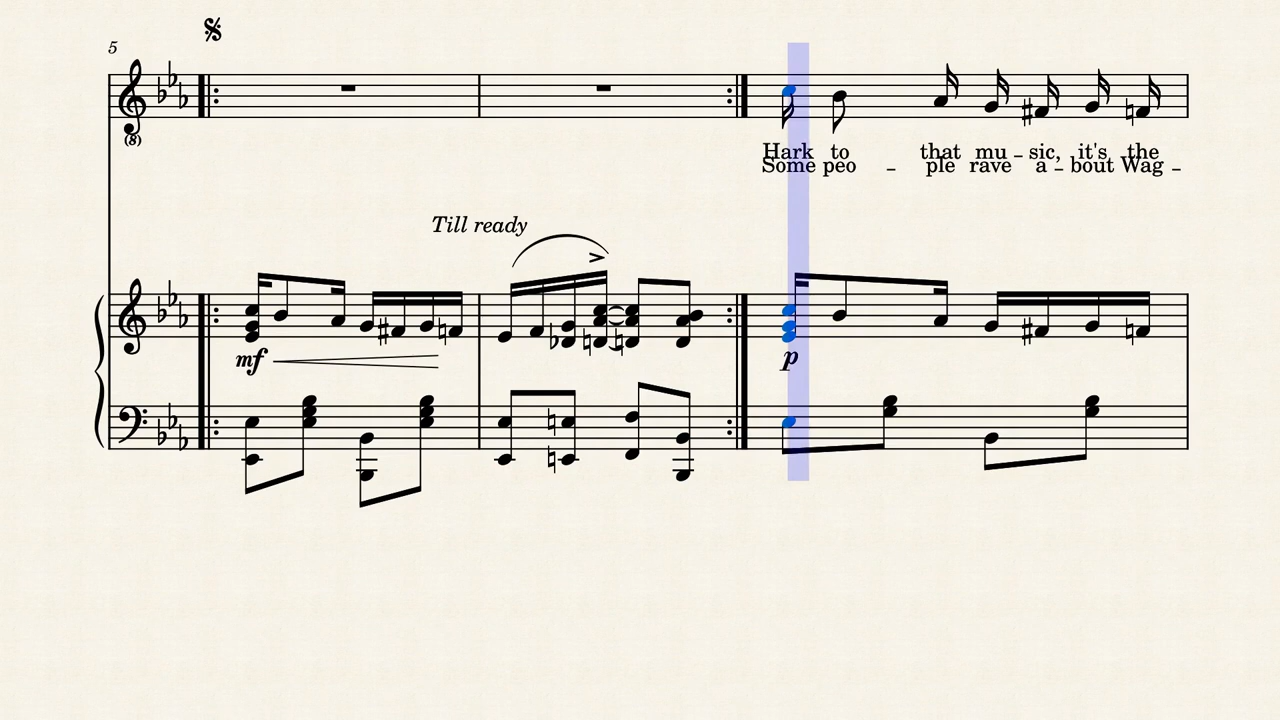 5
(8)
Hark to that mu - sic, it's the
Some peo - ple rave a - bout Wag -
Till ready
mf
p